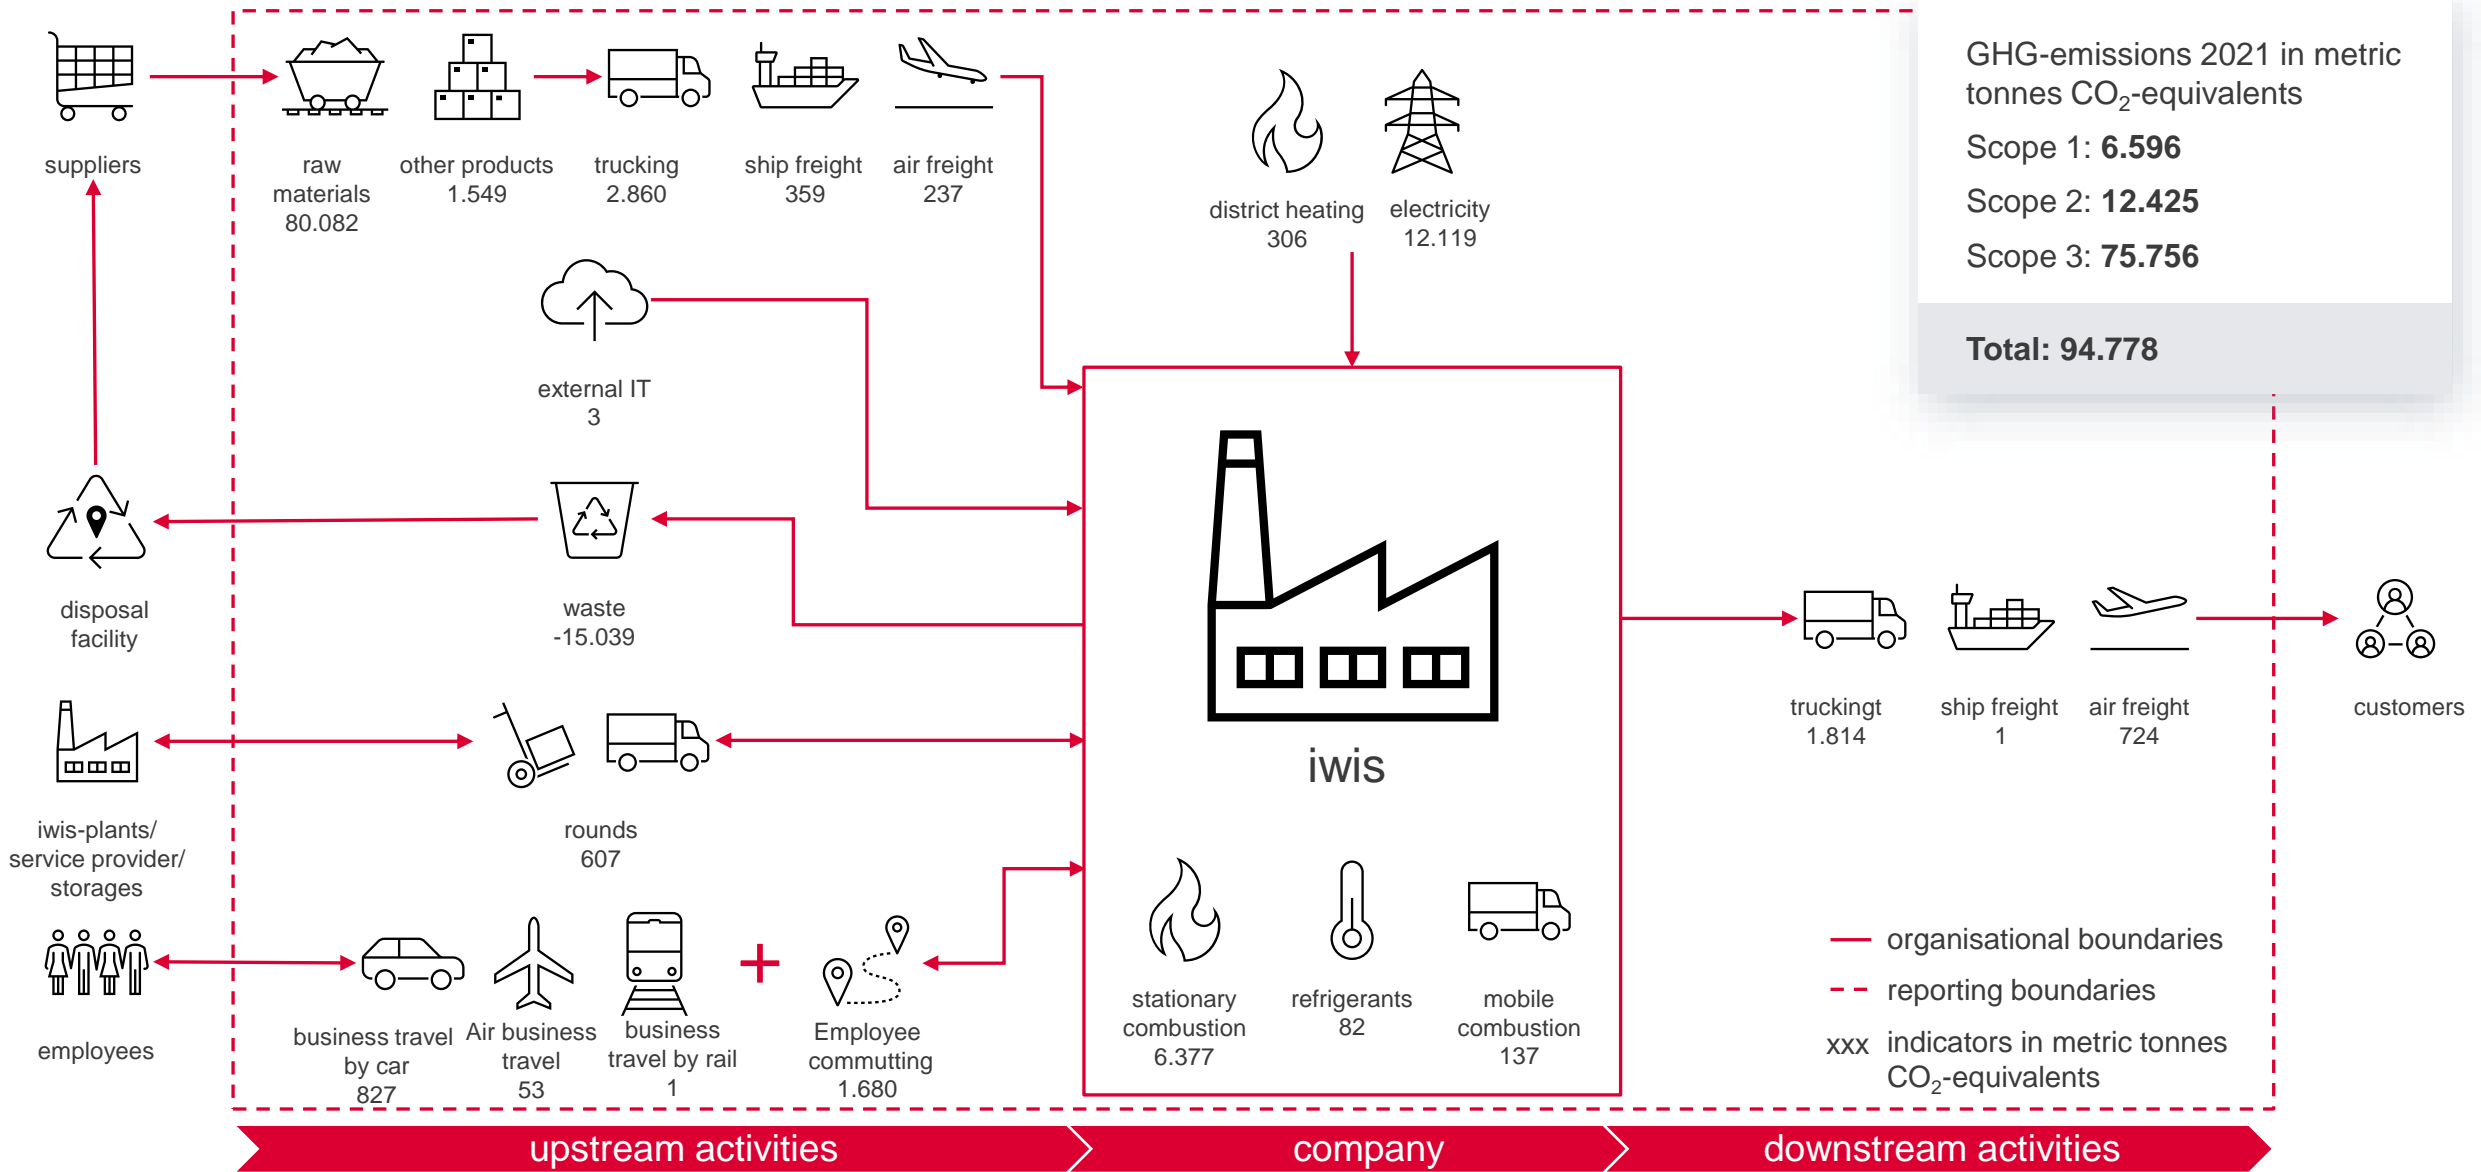 GHG-emissions 2021 in metric
tonnes CO₂-equivalents
Scope 1: 6.596
Scope 2: 12.425
Scope 3: 75.756
Total: 94.778
suppliers
raw
materials
80.082
other products
1.549
trucking
2.860
ship freight
359
air freight
237
district heating
306
electricity
12.119
external IT
3
disposal
facility
waste
-15.039
iwis
truckingt
1.814
ship freight
1
air freight
724
customers
iwis-plants/
service provider/
storages
rounds
607
employees
business travel
by car
827
Air business
travel
53
business
travel by rail
1
Employee
commutting
1.680
stationary
combustion
6.377
refrigerants
82
mobile
combustion
137
organisational boundaries
reporting boundaries
xxx indicators in metric tonnes
CO₂-equivalents
upstream activities
company
downstream activities